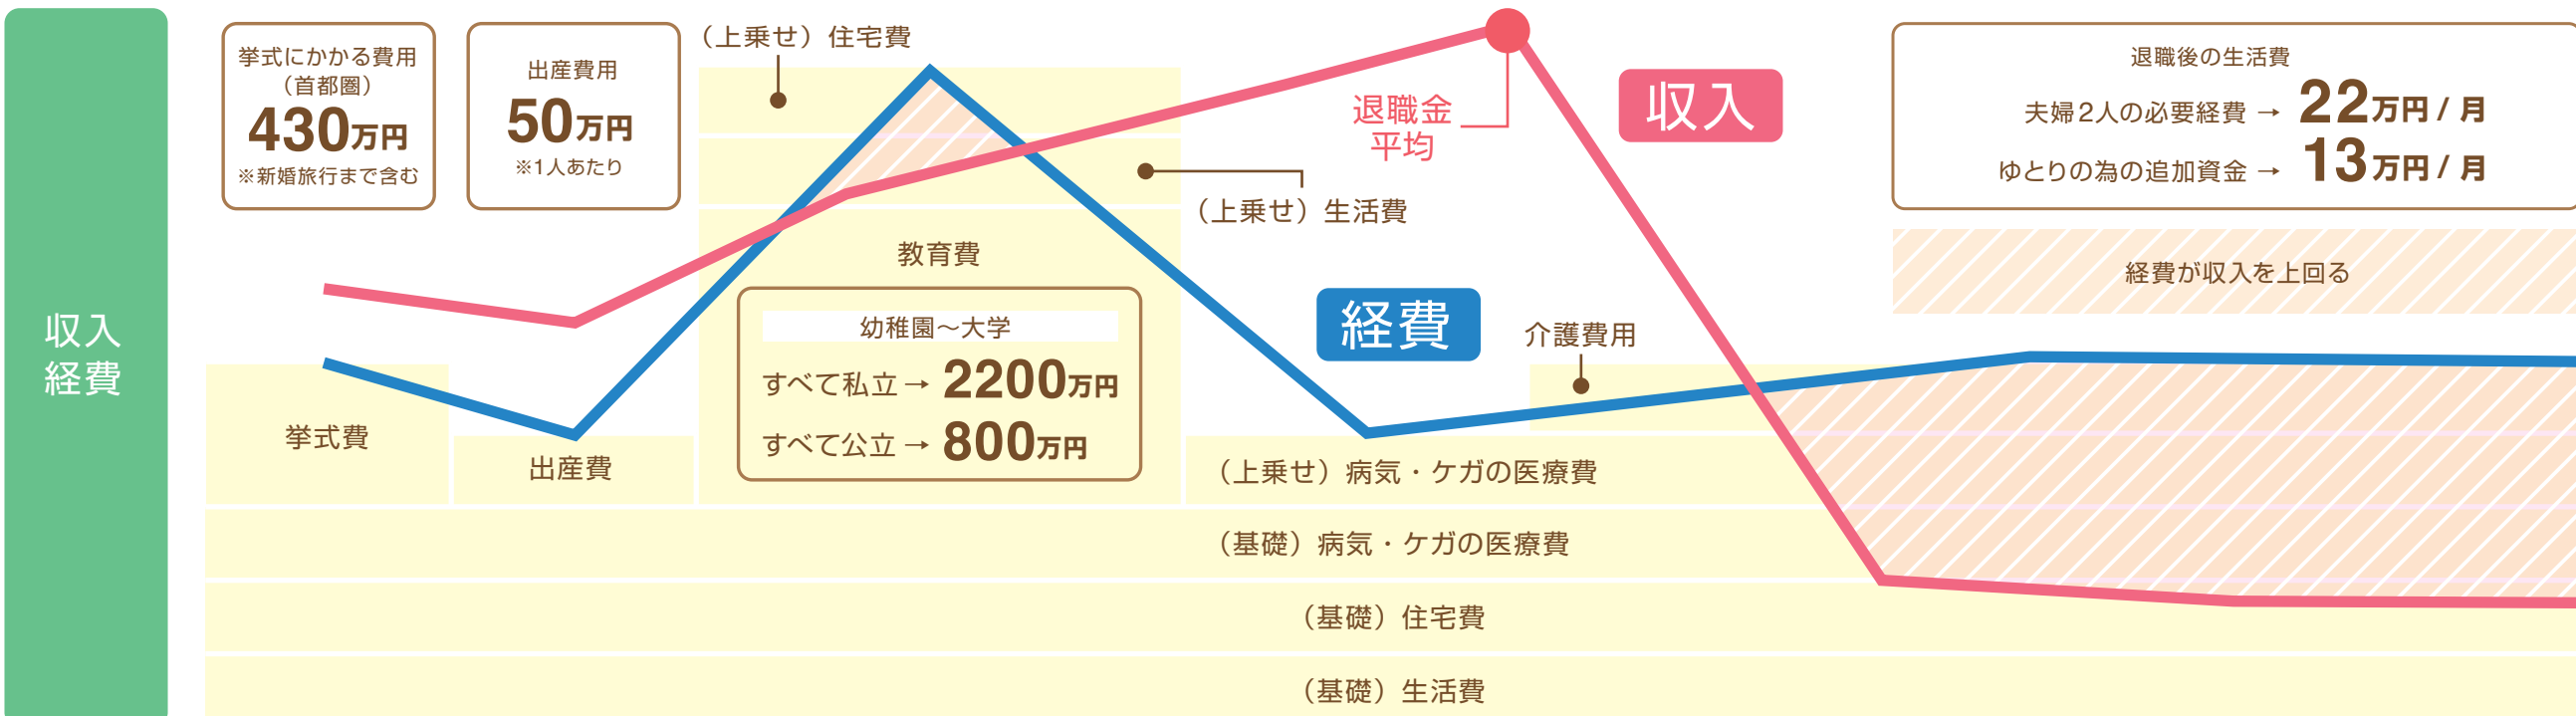 収入
経費
挙式にかかる費用
（首都圏）
430万円
※新婚旅行まで含む
出産費用
50万円
※1人あたり
（上乗せ）住宅費
（上乗せ）生活費
教育費
幼稚園～大学
すべて私立→ 2200万円
すべて公立→ 800万円
挙式費
出産費
退職金
平均
収入
経費
介護費用
退職後の生活費
夫婦2人の必要経費 → 22万円 / 月
ゆとりの為の追加資金 → 13万円 / 月
経費が収入を上回る
（上乗せ）病気・ケガの医療費
（基礎）病気・ケガの医療費
（基礎）住宅費
（基礎）生活費